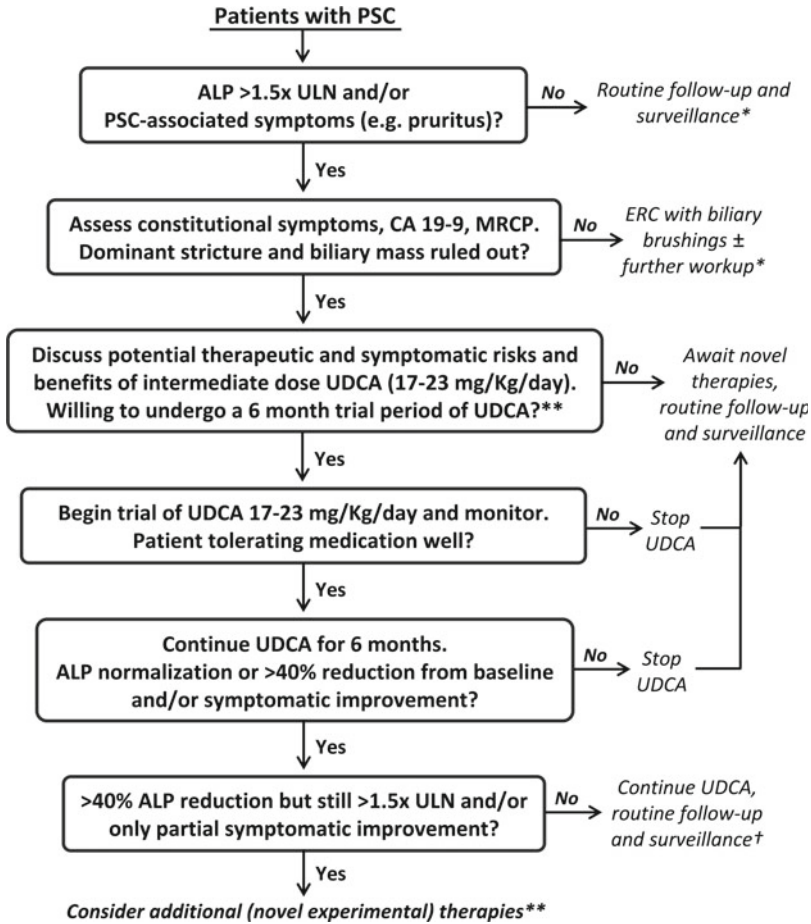 Patients with PSC
ALP >1.5x ULN and/or
PSC-associated symptoms (e.g. pruritus)?
No
Routine follow-up and
surveillance*
Yes
Assess constitutional symptoms, CA 19-9, MRCP.
Dominant stricture and biliary mass ruled out?
No
ERC with biliary
brushings ±
further workup*
Yes
Discuss potential therapeutic and symptomatic risks and
benefits of intermediate dose UDCA (17-23 mg/Kg/day).
Willing to undergo a 6 month trial period of UDCA?**
No
Await novel
therapies,
routine follow-up
and surveillance
Yes
Begin trial of UDCA 17-23 mg/Kg/day and monitor.
Patient tolerating medication well?
No
Stop
UDCA
Yes
Continue UDCA for 6 months.
ALP normalization or >40% reduction from baseline
and/or symptomatic improvement?
No
Stop
UDCA
Yes
>40% ALP reduction but still >1.5x ULN and/or
only partial symptomatic improvement?
No
Continue UDCA,
routine follow-up
and surveillance†
Yes
Consider additional (novel experimental) therapies**